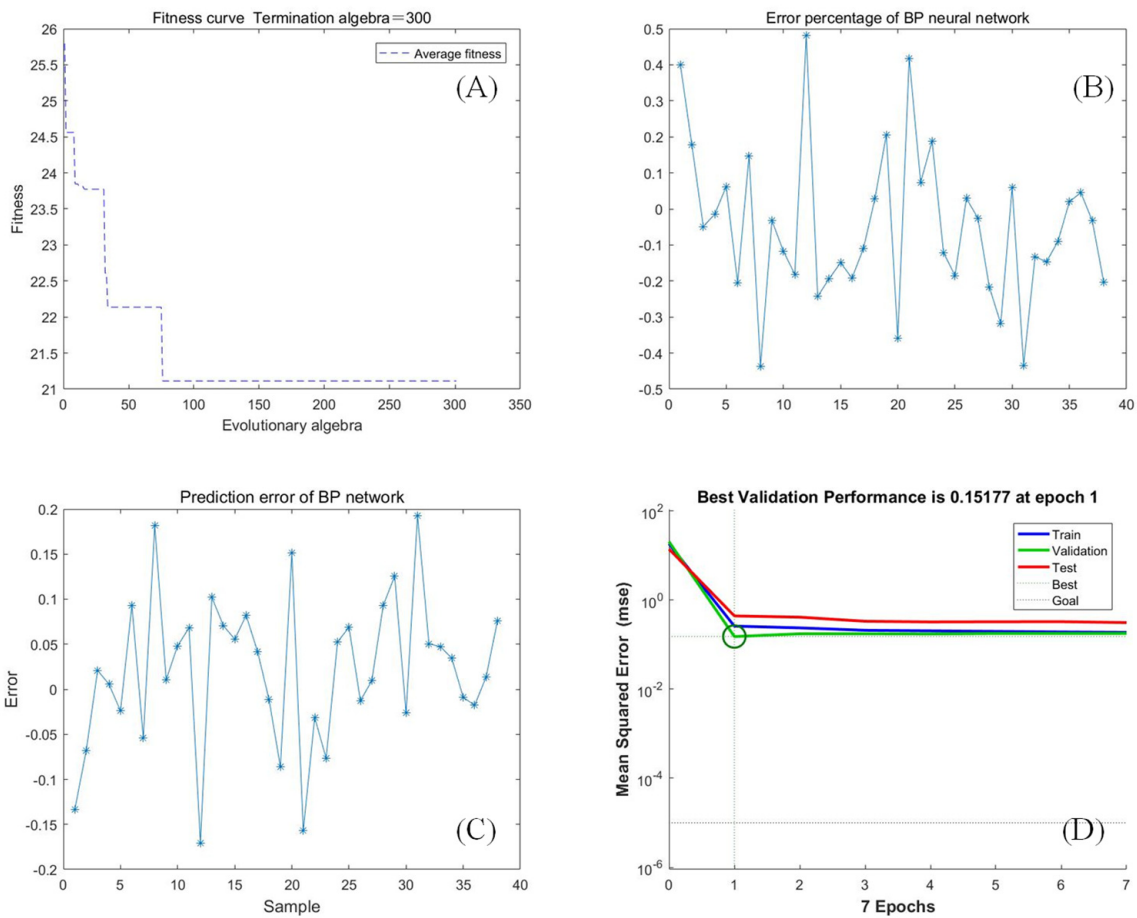 Fitness curve Termination algebra=300
26
25.5
25
24.5
24
23.5
23
22.5
22
21.5
21
Fitness
Average fitness
(A)
0 50 100 150 200 250 300 350
Evolutionary algebra
Error percentage of BP neural network
0.5
0.4
0.3
0.2
0.1
0
-0.1
-0.2
-0.3
-0.4
-0.5
(B)
0 5 10 15 20 25 30 35 40
Prediction error of BP network
0.2
0.15
0.1
0.05
0
-0.05
-0.1
-0.15
-0.2
Error
(C)
0 5 10 15 20 25 30 35 40
Sample
Best Validation Performance is 0.15177 at epoch 1
10^2
10^0
10^-2
10^-4
10^-6
Mean Squared Error (mse)
Train
Validation
Test
Best
Goal
(D)
0 1 2 3 4 5 6 7
7 Epochs